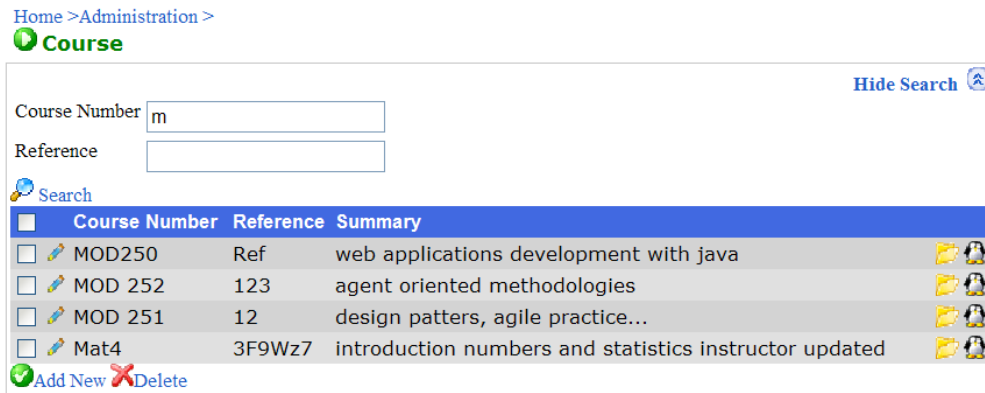 Home >Administration >
Course
Hide Search
Course Number m
Reference
Search
Course Number Reference Summary
MOD250 Ref web applications development with java
MOD 252 123 agent oriented methodologies
MOD 251 12 design patters, agile practice...
Mat4 3F9Wz7 introduction numbers and statistics instructor updated
Add New Delete